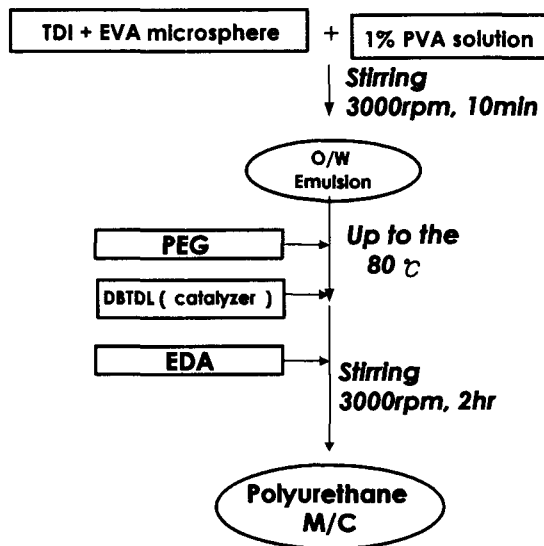 TDI + EVA microsphere + 1% PVA solution
Stirring
3000rpm, 10min
O/W
Emulsion
PEG
Up to the
80 ℃
DBTDL ( catalyzer )
EDA
Stirring
3000rpm, 2hr
Polyurethane
M/C